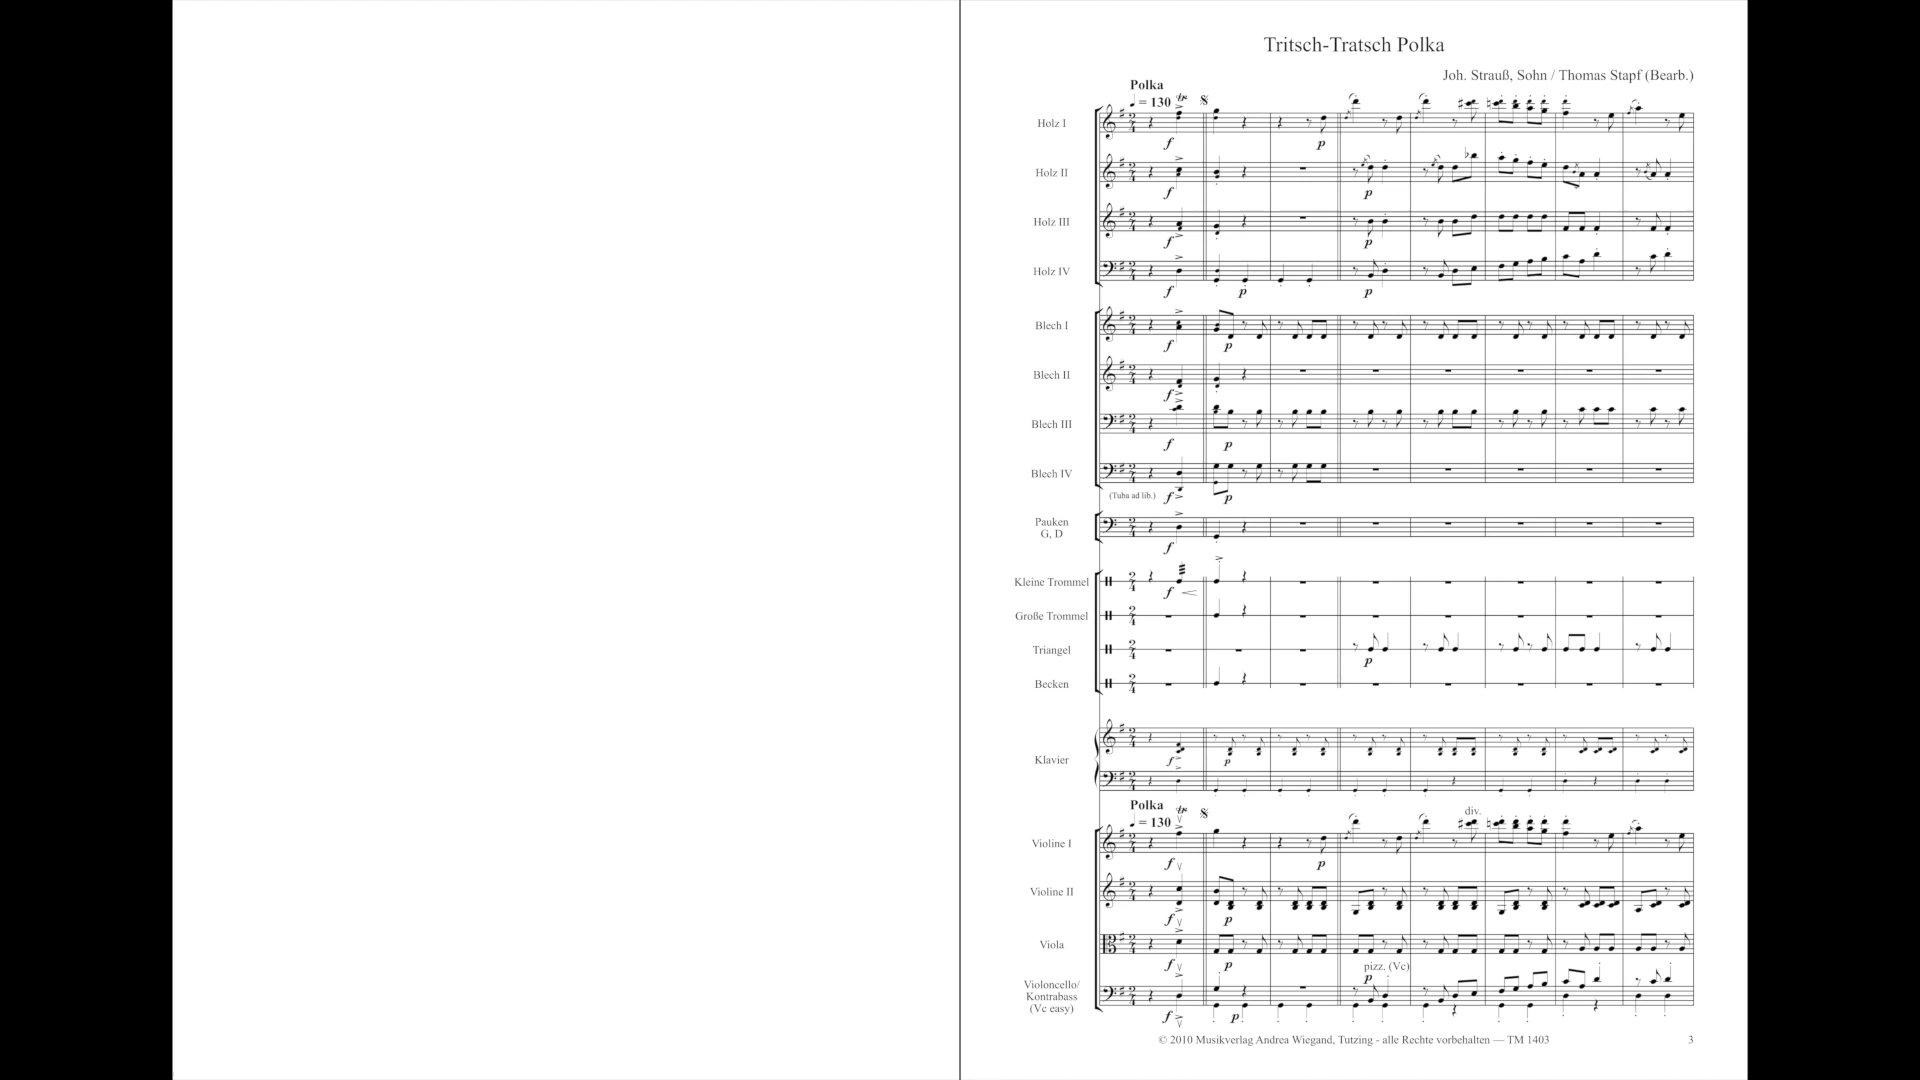 Tritsch-Tratsch Polka
Joh. Strauß, Sohn / Thomas Stapf (Bearb.)
Polka
♩ = 130
Holz I
f
p
Holz II
f
p
Holz III
f
p
Holz IV
f
p
p
Blech I
f
p
Blech II
f
Blech III
f
p
Blech IV
(Tuba ad lib.)
f
p
Pauken
G, D
f
Kleine Trommel
f
Große Trommel
Triangel
p
Becken
Klavier
f
p
Polka
♩ = 130
div.
Violine I
f
p
Violine II
f
p
Viola
f
p
pizz. (Vc)
p
Violoncello/
Kontrabass
(Vc easy)
f
p
© 2010 Musikverlag Andrea Wiegand, Tutzing - alle Rechte vorbehalten — TM 1403
3